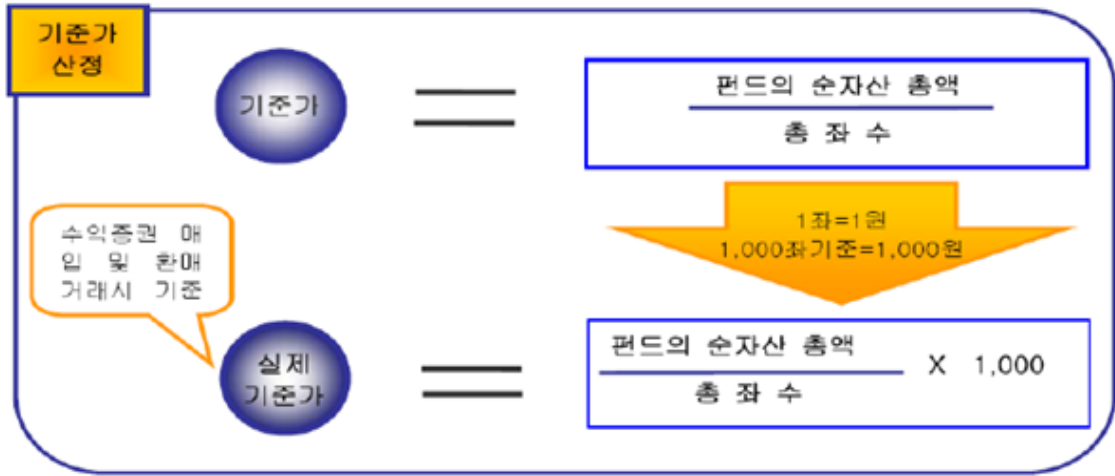 기준가
산정
기준가
펀드의 순자산 총액
총 좌 수
1좌=1원
1,000좌기준=1,000원
수익증권 매
입 및 환매
거래시 기준
실제
기준가
펀드의 순자산 총액
총 좌 수
X 1,000